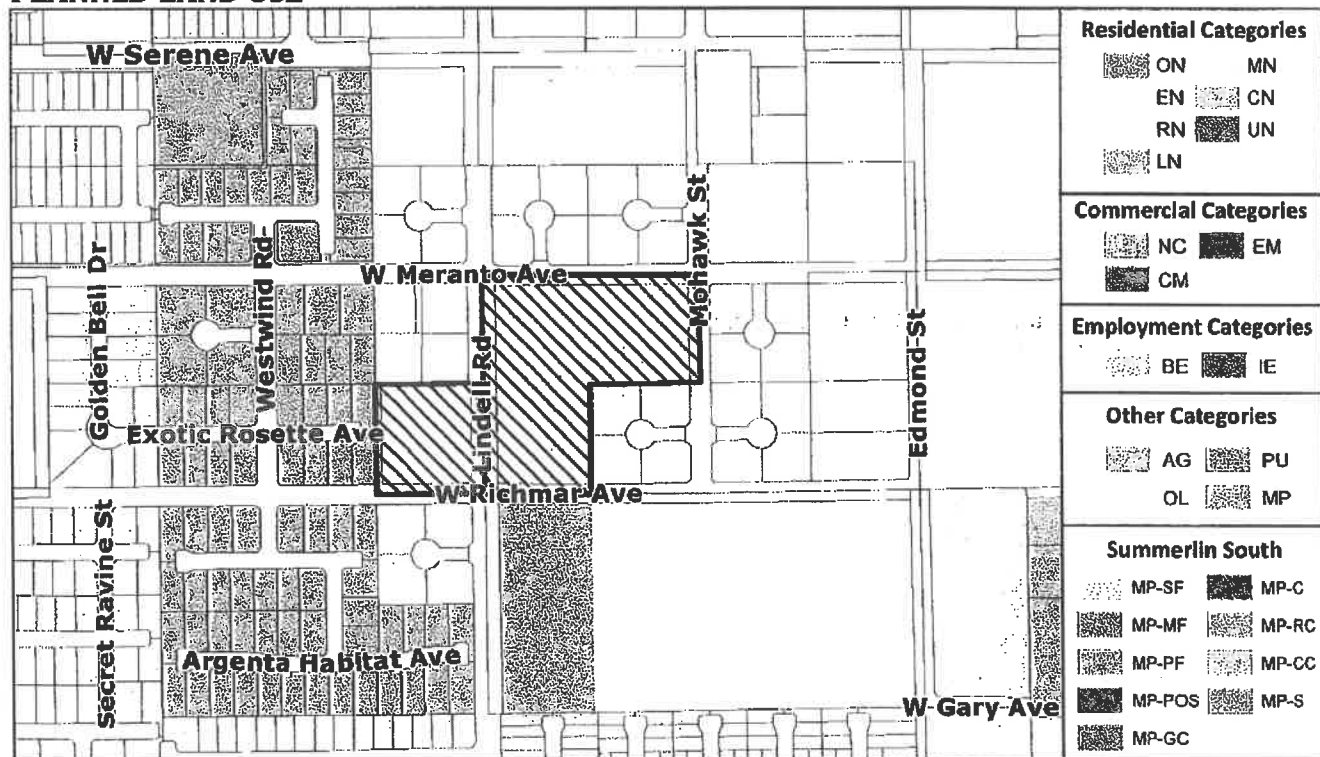 PLANNED LAND USE
W Serene Ave
Golden Bell Dr
Westwind Rd
W Meranto Ave
Mohawk St
Lindell Rd
Edmond St
Exotic Rosette Ave
W Richmar Ave
Secret Ravine St
Argenta Habitat Ave
W Gary Ave
Residential Categories
ON MN
EN CN
RN UN
LN
Commercial Categories
NC EM
CM
Employment Categories
BE IE
Other Categories
AG PU
OL MP
Summerlin South
MP-SF MP-C
MP-MF MP-RC
MP-PF MP-CC
MP-POS MP-S
MP-GC